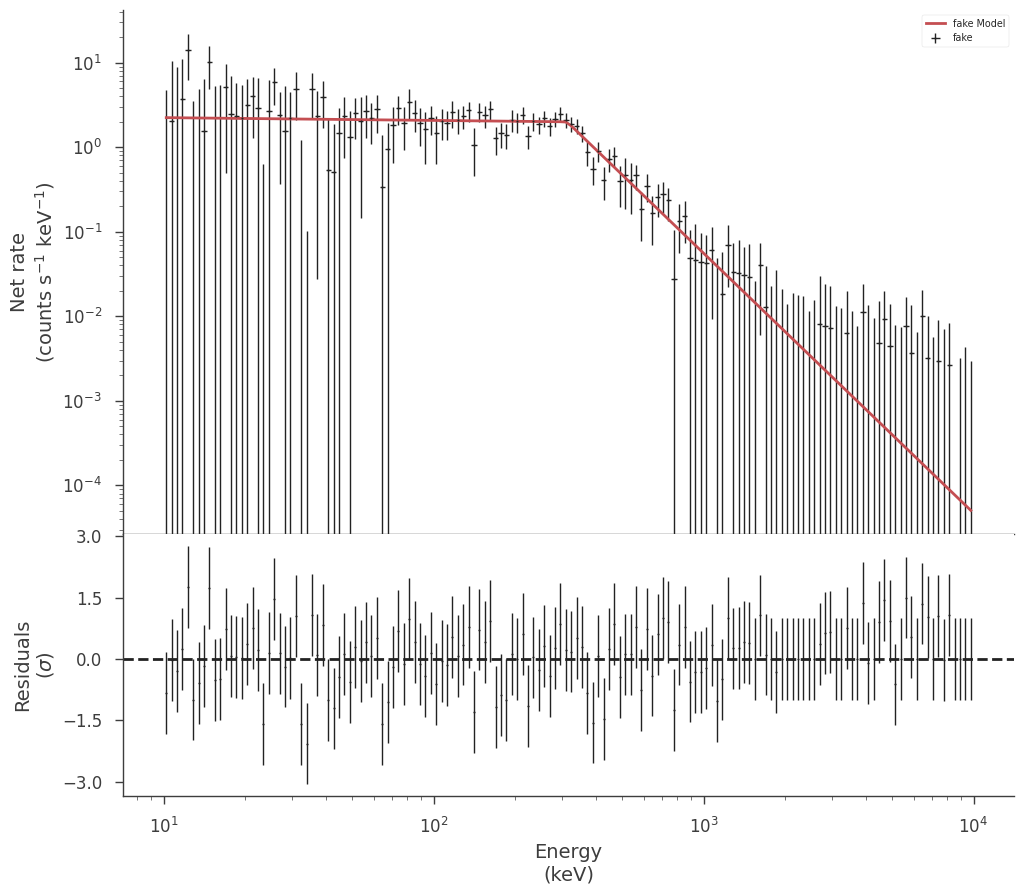 fake Model
fake
10¹
10⁰
10⁻¹
10⁻²
10⁻³
10⁻⁴
Net rate
(counts s⁻¹ keV⁻¹)
3.0
1.5
0.0
−1.5
−3.0
Residuals
(σ)
10¹ 10² 10³ 10⁴
Energy
(keV)